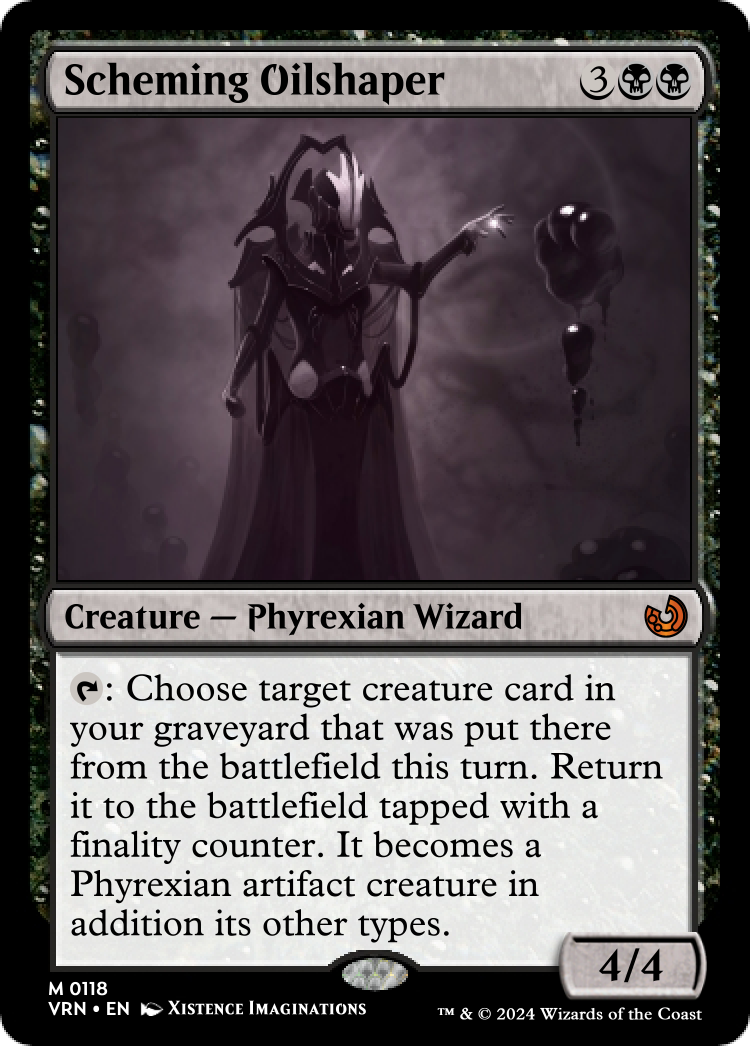 Scheming Oilshaper 3
Creature — Phyrexian Wizard
: Choose target creature card in
your graveyard that was put there
from the battlefield this turn. Return
it to the battlefield tapped with a
finality counter. It becomes a
Phyrexian artifact creature in
addition its other types.
4/4
M 0118
VRN • EN Xistence Imaginations
™ & © 2024 Wizards of the Coast